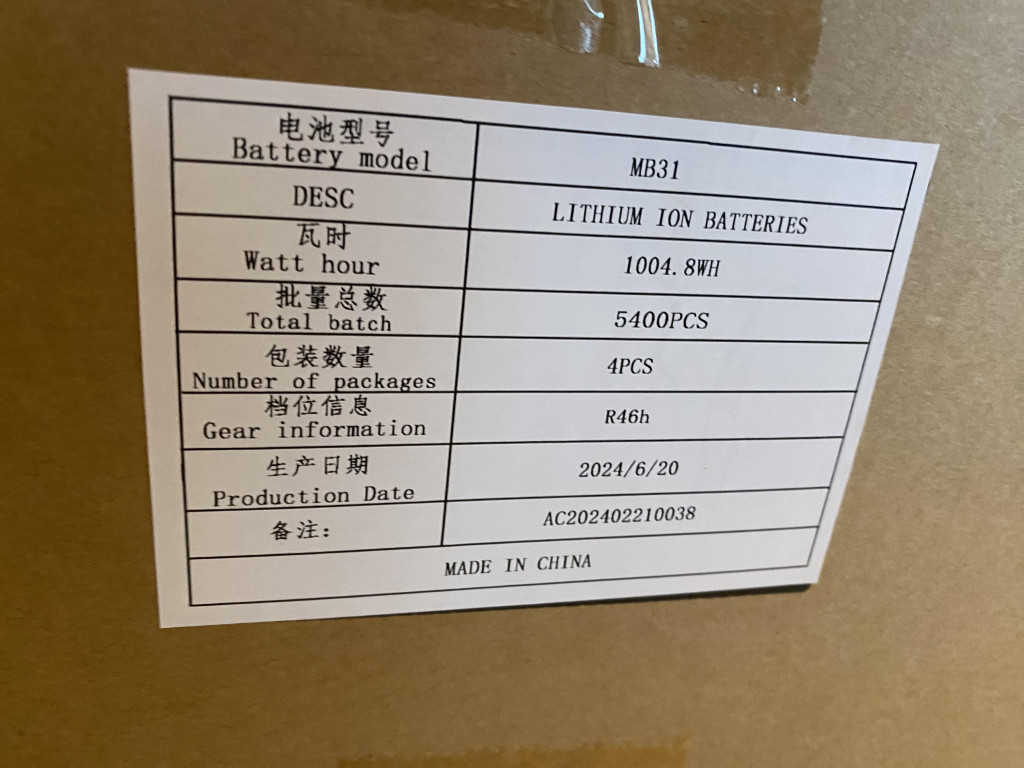 电池型号
Battery model
MB31
DESC
LITHIUM ION BATTERIES
瓦时
Watt hour
1004.8WH
批量总数
Total batch
5400PCS
包装数量
Number of packages
4PCS
档位信息
Gear information
R46h
生产日期
Production Date
2024/6/20
备注:
AC202402210038
MADE IN CHINA